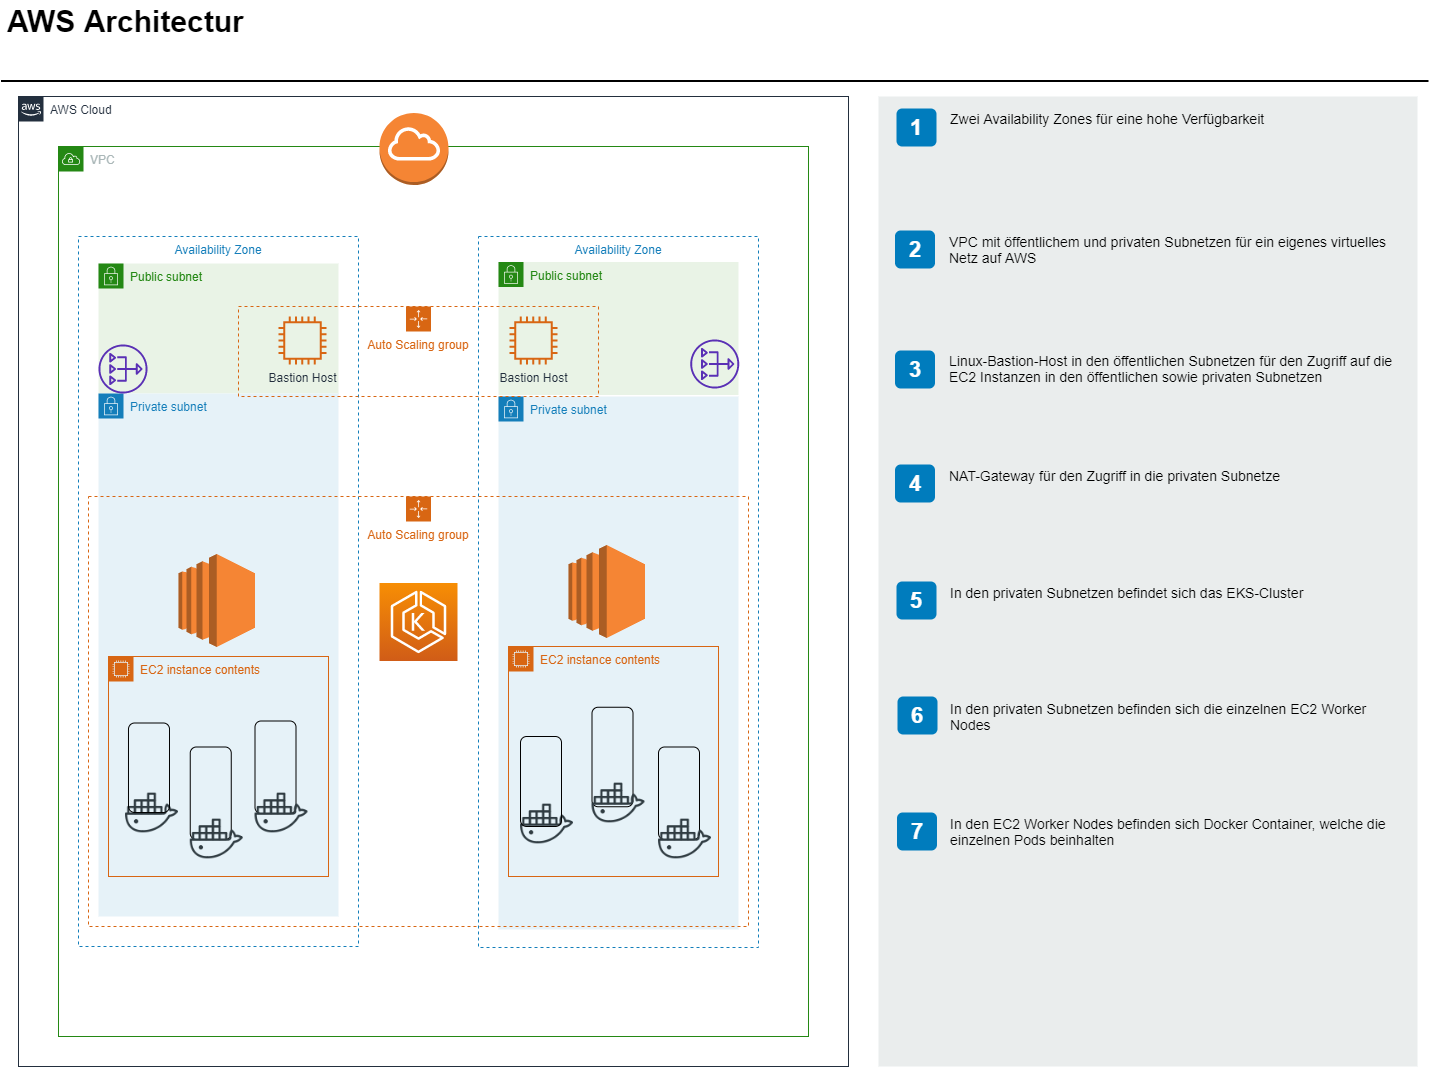 AWS Architectur
aws
AWS Cloud
VPC
Availability Zone
Availability Zone
Public subnet
Public subnet
Auto Scaling group
Bastion Host
Bastion Host
Private subnet
Private subnet
Auto Scaling group
K
EC2 instance contents
EC2 instance contents
1
Zwei Availability Zones für eine hohe Verfügbarkeit
2
VPC mit öffentlichem und privaten Subnetzen für ein eigenes virtuelles
Netz auf AWS
3
Linux-Bastion-Host in den öffentlichen Subnetzen für den Zugriff auf die
EC2 Instanzen in den öffentlichen sowie privaten Subnetzen
4
NAT-Gateway für den Zugriff in die privaten Subnetze
5
In den privaten Subnetzen befindet sich das EKS-Cluster
6
In den privaten Subnetzen befinden sich die einzelnen EC2 Worker
Nodes
7
In den EC2 Worker Nodes befinden sich Docker Container, welche die
einzelnen Pods beinhalten